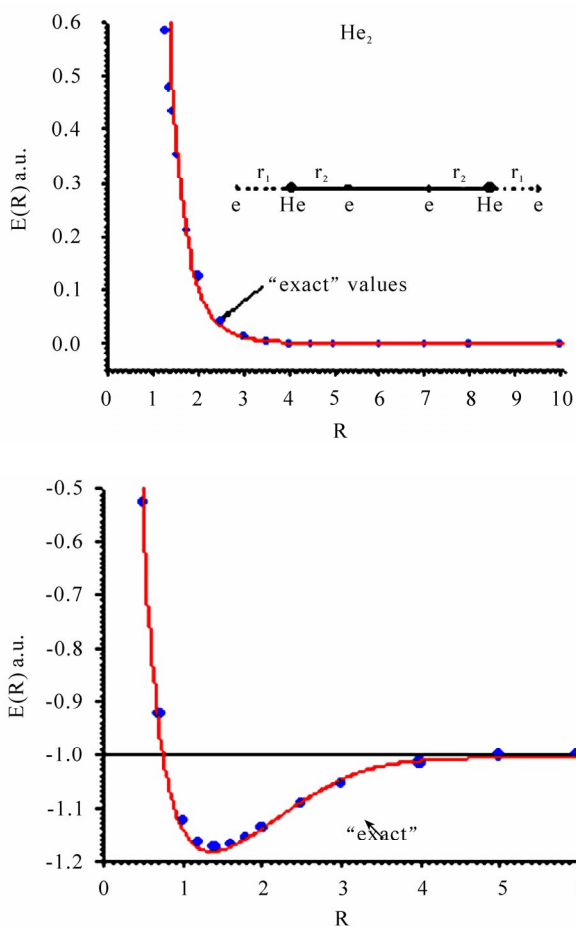 He₂
0.6
0.5
0.4
0.3
0.2
0.1
0.0
E(R) a.u.
r₁ r₂ r₂ r₁
e He e e He e
“exact” values
0 1 2 3 4 5 6 7 8 9 10
R
-0.5
-0.6
-0.7
-0.8
-0.9
-1.0
-1.1
-1.2
E(R) a.u.
“exact”
0 1 2 3 4 5
R